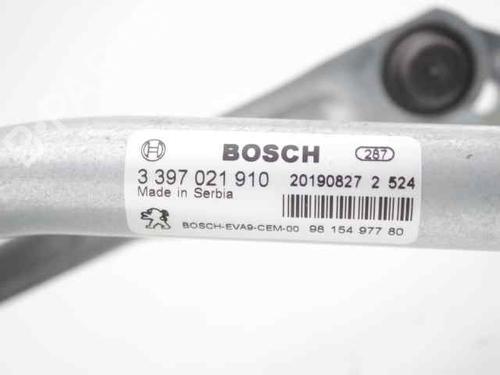 BOSCH 287
3 397 021 910 20190827 2 524
Made in Serbia
BOSCH-EVA9-CEM-00 98 154 977 80